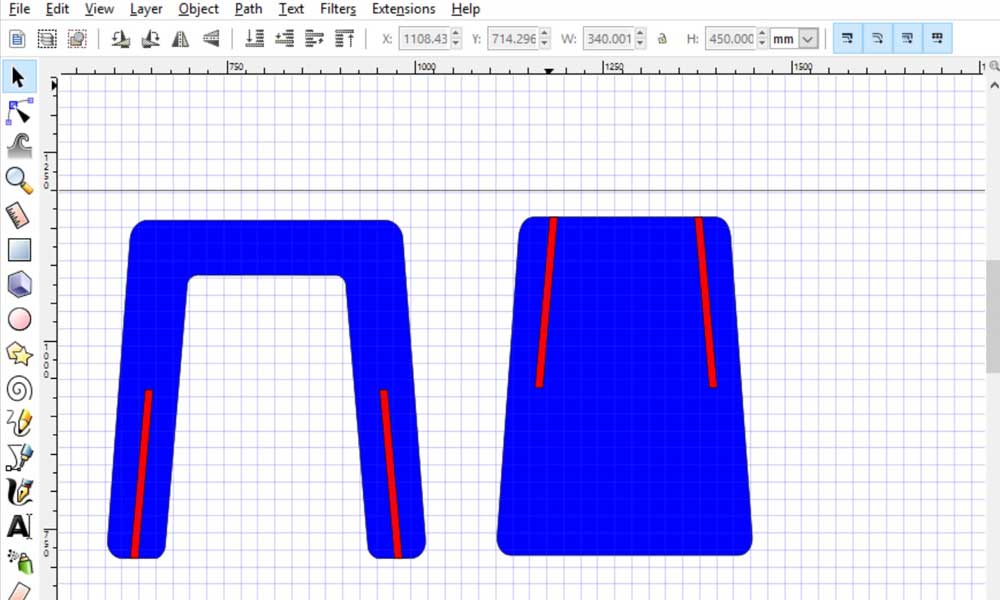 File Edit View Layer Object Path Text Filters Extensions Help
X: 1108.43 Y: 714.296 W: 340.001 H: 450.000 mm
750 1000 1250 1500
1250
1000
750